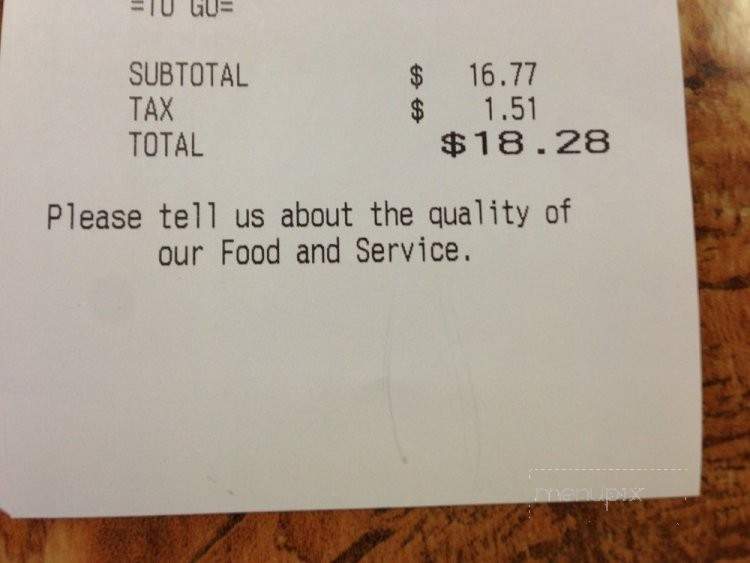 =TO GO=
SUBTOTAL $ 16.77
TAX $ 1.51
TOTAL $18.28
Please tell us about the quality of
our Food and Service.
menupix